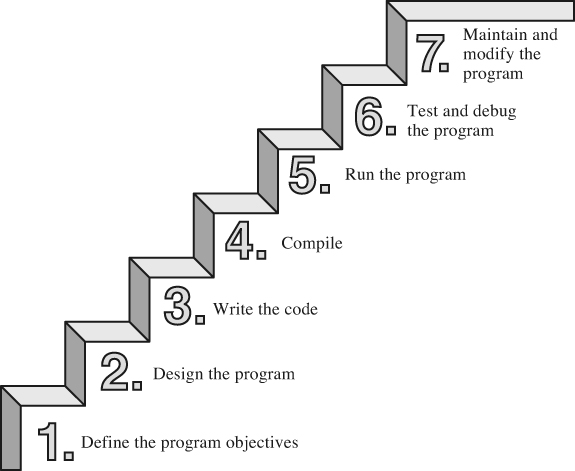 7. Maintain and
modify the
program
6. Test and debug
the program
5. Run the program
4. Compile
3. Write the code
2. Design the program
1. Define the program objectives